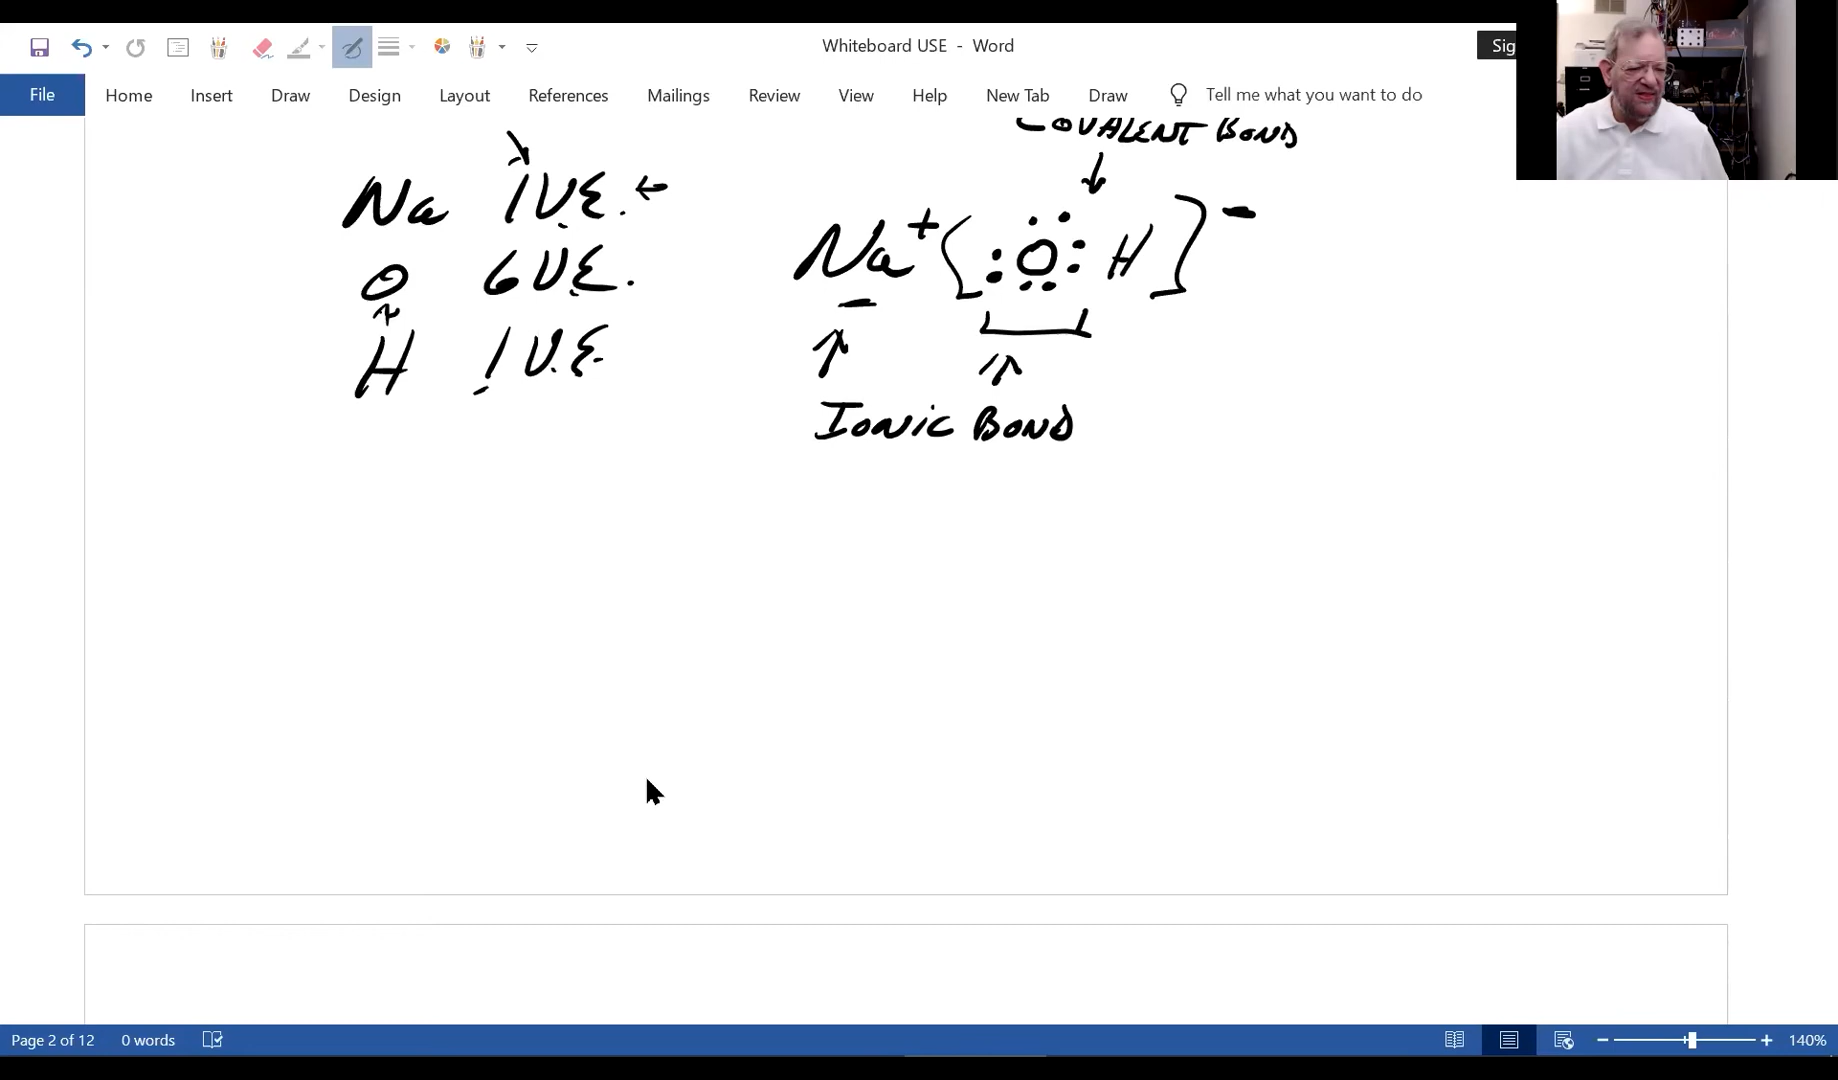 Whiteboard USE - Word
Sig
File Home Insert Draw Design Layout References Mailings Review View Help New Tab Draw Tell me what you want to do
COVALENT BOND
Na 1 V.E.
O 6 V.E.
H 1 V.E.
Na+ [:O:H]-
IONIC BOND
Page 2 of 12 0 words 140%